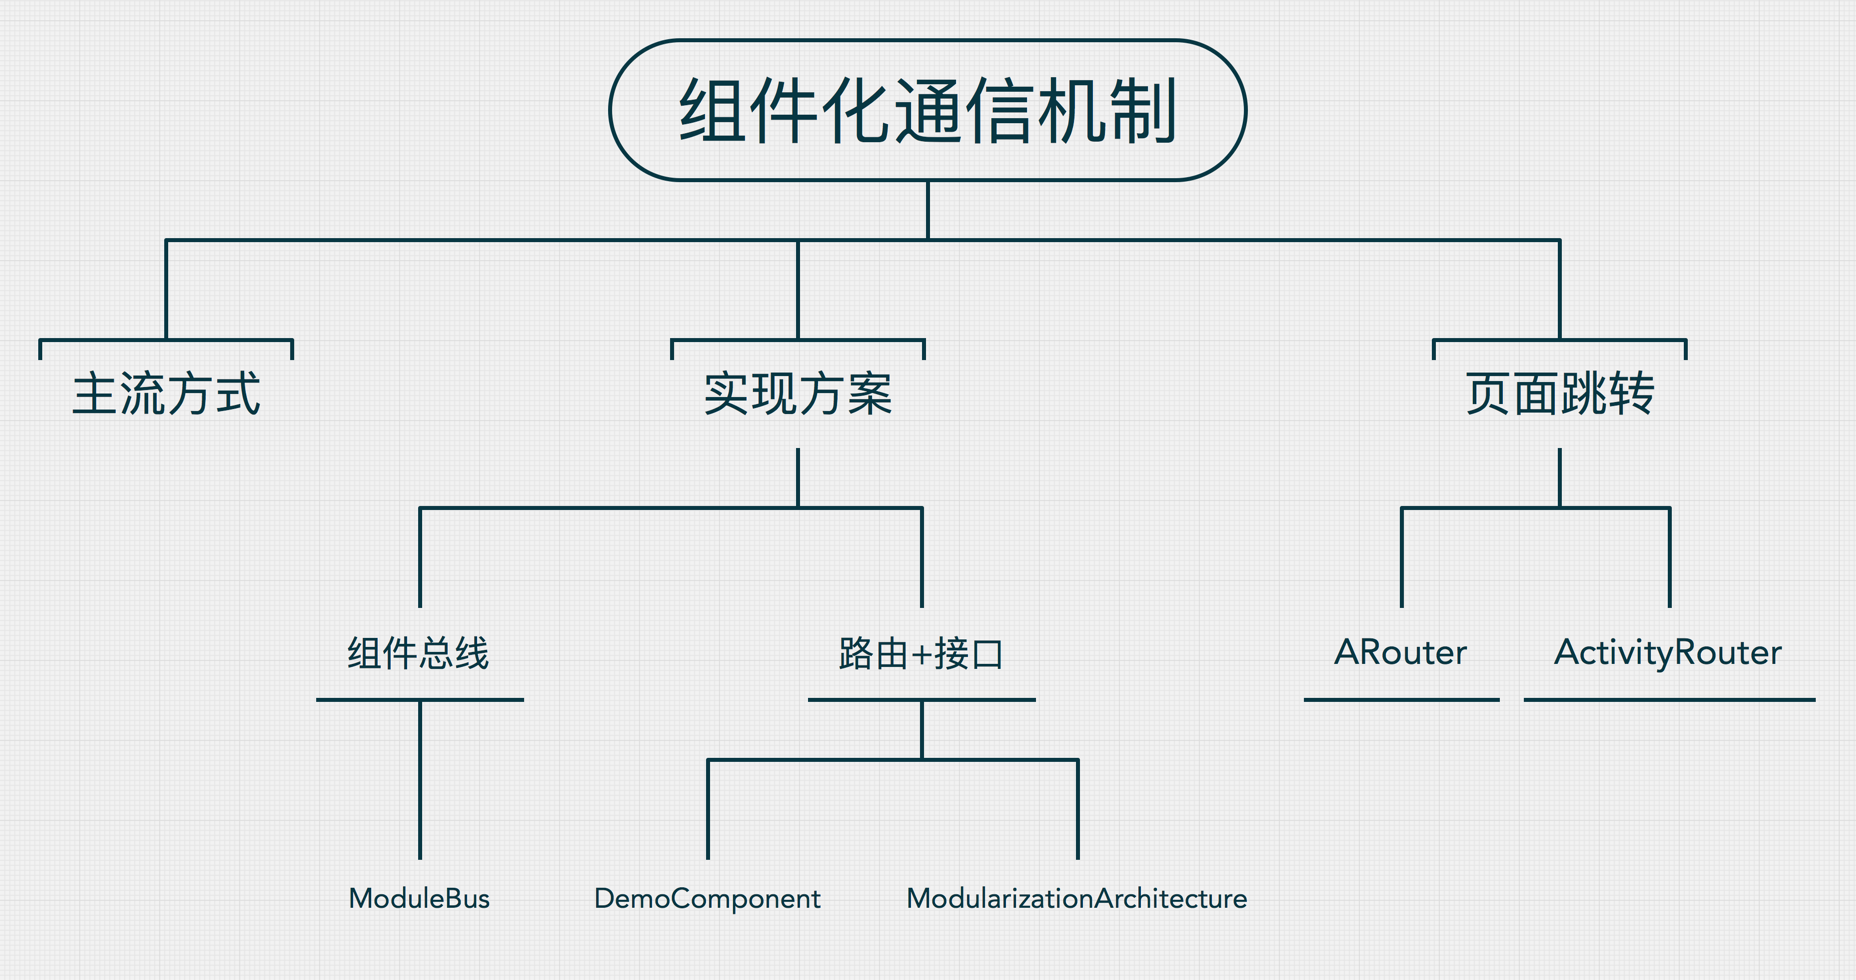 组件化通信机制
主流方式
实现方案
页面跳转
组件总线
路由+接口
ARouter
ActivityRouter
ModuleBus
DemoComponent
ModularizationArchitecture